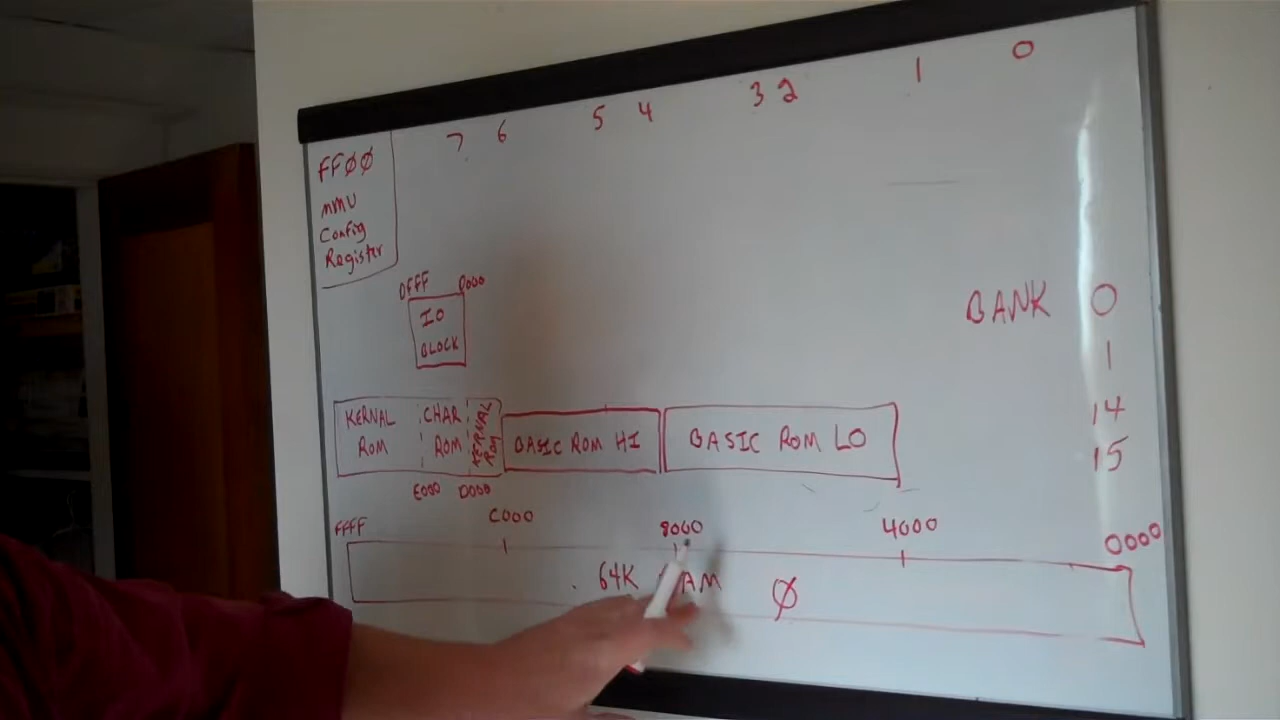 7 6 5 4 3 2 1 0
FFØØ
MMU
Config
Register
DFFF D000
IO
BLOCK
BANK 0
1
14
15
KERNAL
ROM
CHAR
ROM
KERNAL
ROM
BASIC ROM HI
BASIC ROM LO
E000 D000
FFFF C000 8000 4000 0000
64K RAM Ø